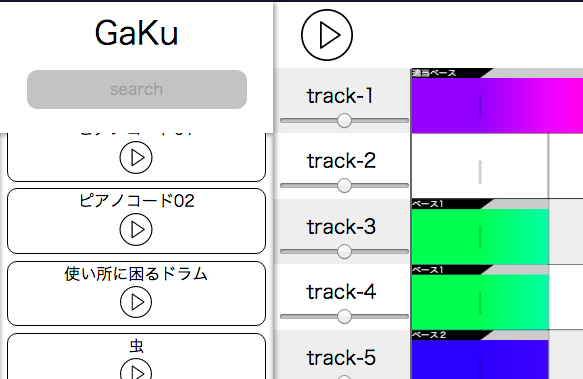 GaKu
search
ピアノコード02
使い所に困るドラム
虫
track-1
適当ベース
track-2
track-3
ベース1
track-4
ベース1
track-5
ベース2